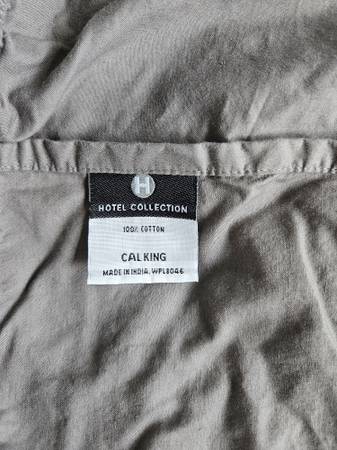 H
HOTEL COLLECTION
100% COTTON
CAL KING
MADE IN INDIA, WPL8046